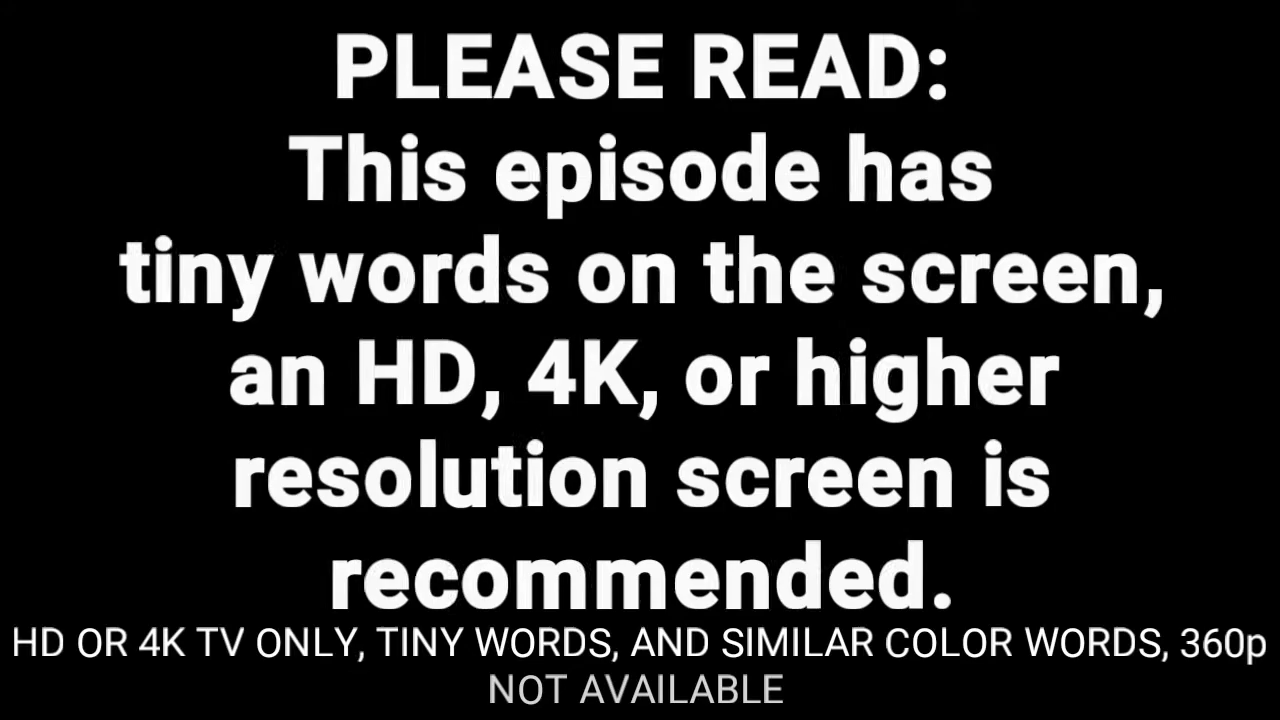 PLEASE READ:
This episode has
tiny words on the screen,
an HD, 4K, or higher
resolution screen is
recommended.
HD OR 4K TV ONLY, TINY WORDS, AND SIMILAR COLOR WORDS, 360p
NOT AVAILABLE